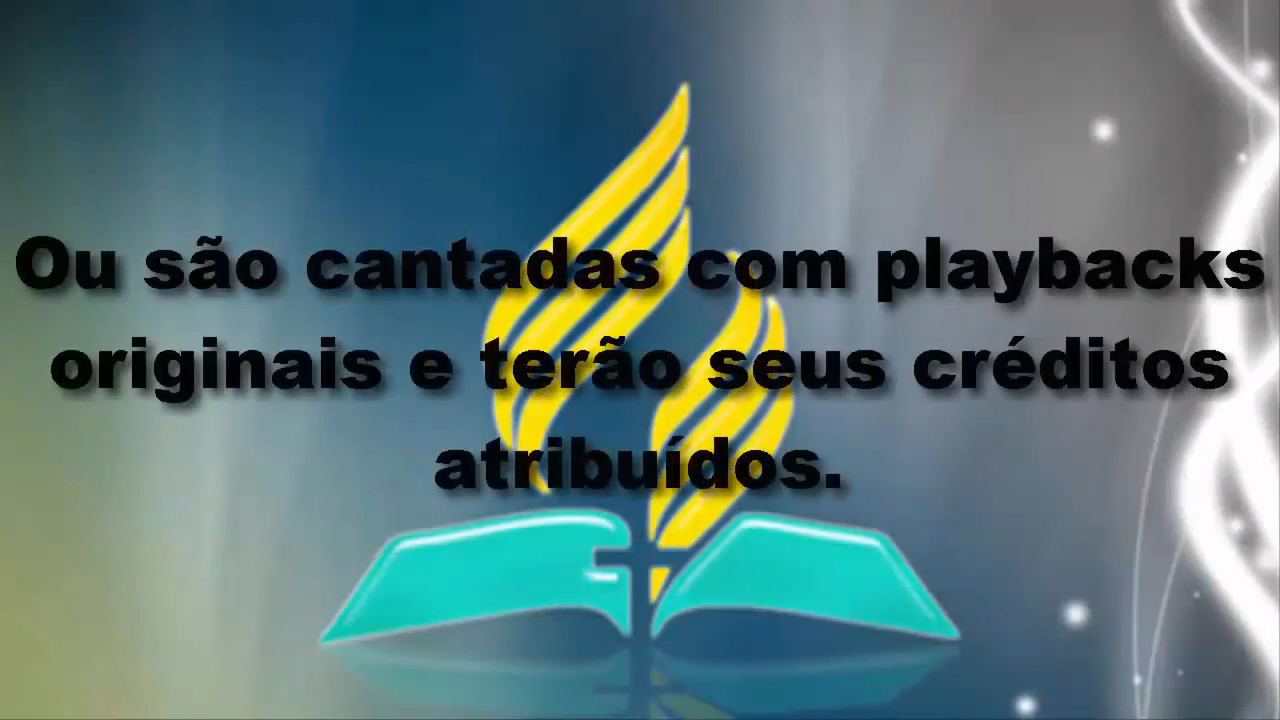 Ou são cantadas com playbacks
originais e terão seus créditos
atribuídos.